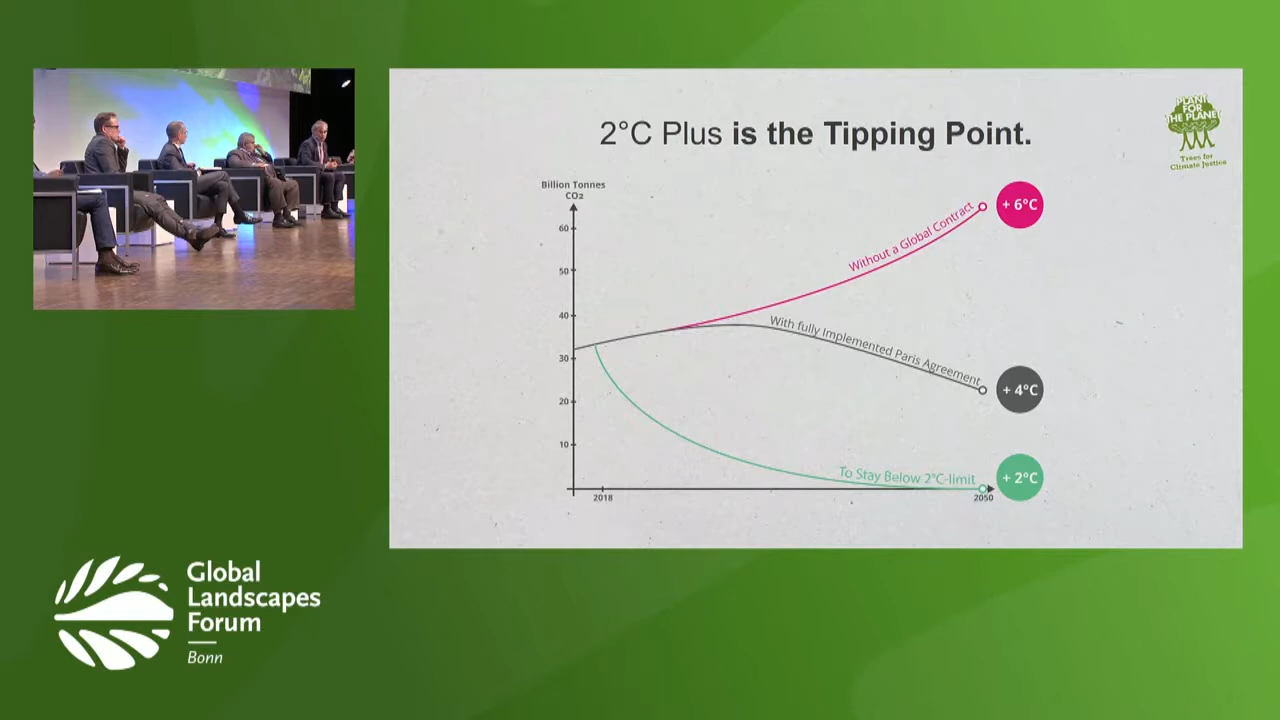 2°C Plus is the Tipping Point.
PLANT
FOR
THE PLANET
Trees for
Climate Justice
Billion Tonnes
CO₂
60
50
40
30
20
10
2018
2050
Without a Global Contract
+ 6°C
With fully Implemented Paris Agreement
+ 4°C
To Stay Below 2°C-limit
+ 2°C
Global
Landscapes
Forum
Bonn